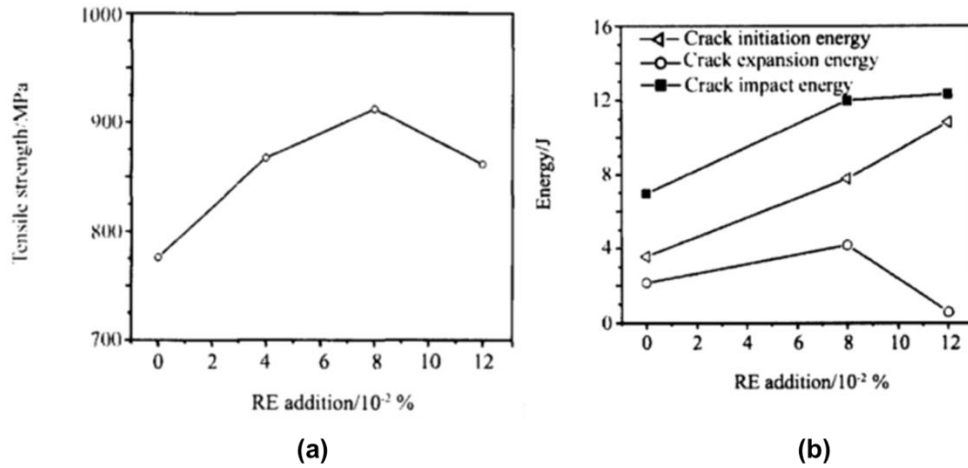 Tensile strength/MPa
1000
900
800
700
0 2 4 6 8 10 12
RE addition/10⁻² %
(a)
Energy/J
16
12
8
4
0
Crack initiation energy
Crack expansion energy
Crack impact energy
0 2 4 6 8 10 12
RE addition/10⁻² %
(b)